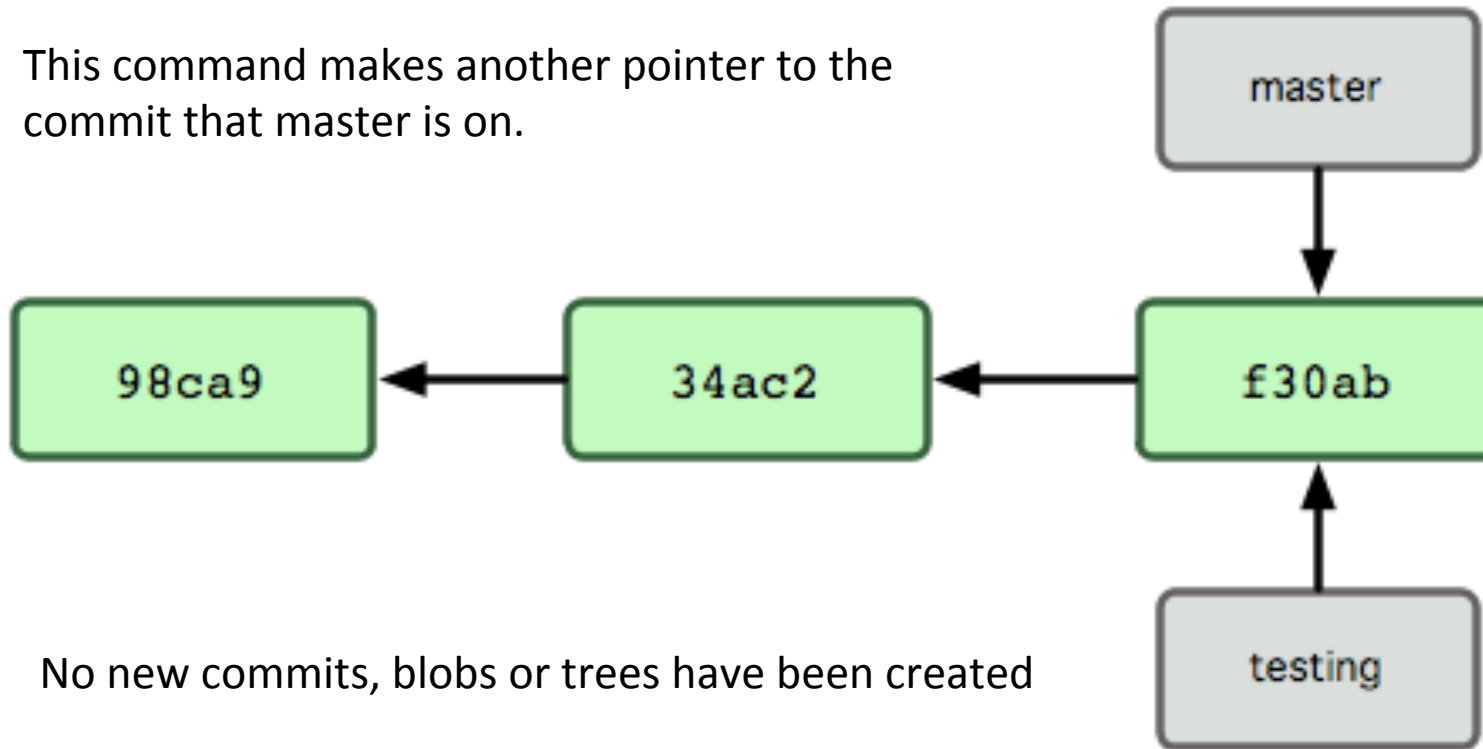 This command makes another pointer to the
commit that master is on.
master
98ca9
34ac2
f30ab
No new commits, blobs or trees have been created
testing